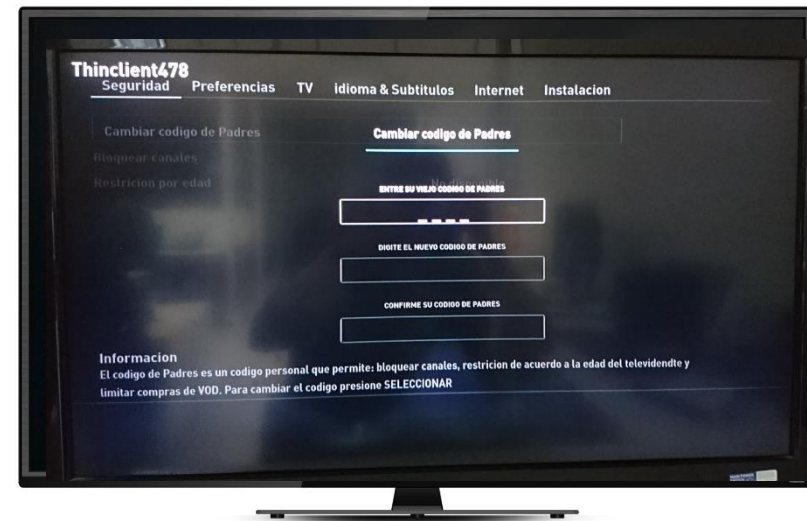 Thinclient478
Seguridad Preferencias TV idioma & Subtitulos Internet Instalacion
Cambiar codigo de Padres
Cambiar codigo de Padres
Bloquear canales
Restricion por edad No disponible
ENTRE SU VIEJO CODIGO DE PADRES
DIGITE EL NUEVO CODIGO DE PADRES
CONFIRME SU CODIGO DE PADRES
Informacion
El codigo de Padres es un codigo personal que permite: bloquear canales, restricion de acuerdo a la edad del televidendte y
limitar compras de VOD. Para cambiar el codigo presione SELECCIONAR